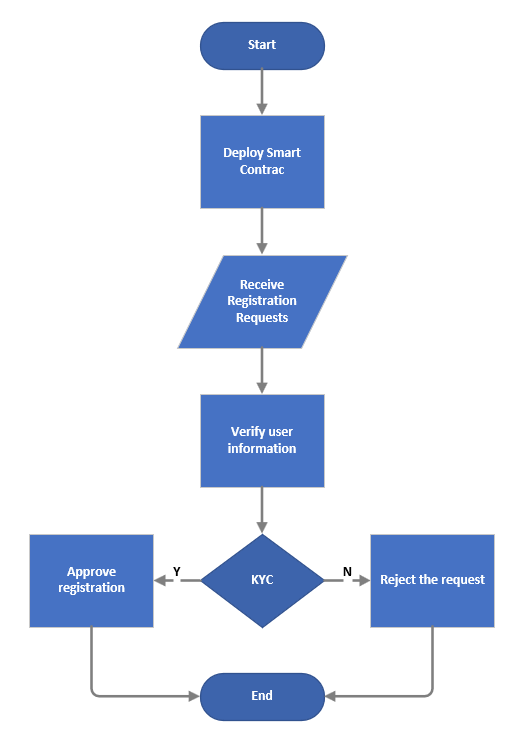 Start
Deploy Smart
Contrac
Receive
Registration
Requests
Verify user
information
Approve
registration
Y
KYC
N
Reject the request
End